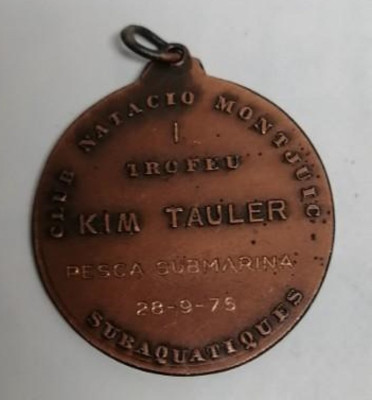 CLUB NATACIO MONTJUIC
I
TROFEU
KIM TAULER
PESCA SUBMARINA
28-9-75
SUBAQUATIQUES